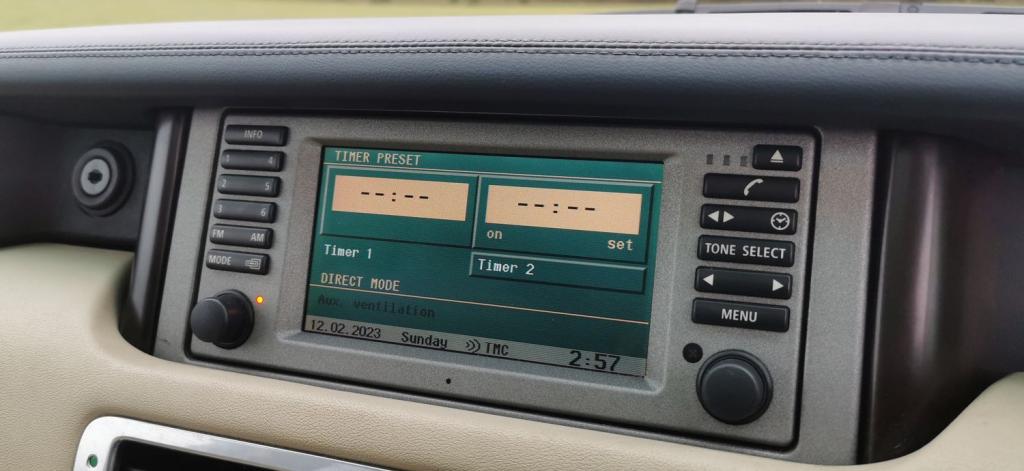 INFO
1 4
2 5
3 6
FM AM
MODE
TIMER PRESET
--:-- --:--
on set
Timer 1 Timer 2
DIRECT MODE
Aux. ventilation
12.02.2023 Sunday TMC 2:57
TONE SELECT
MENU